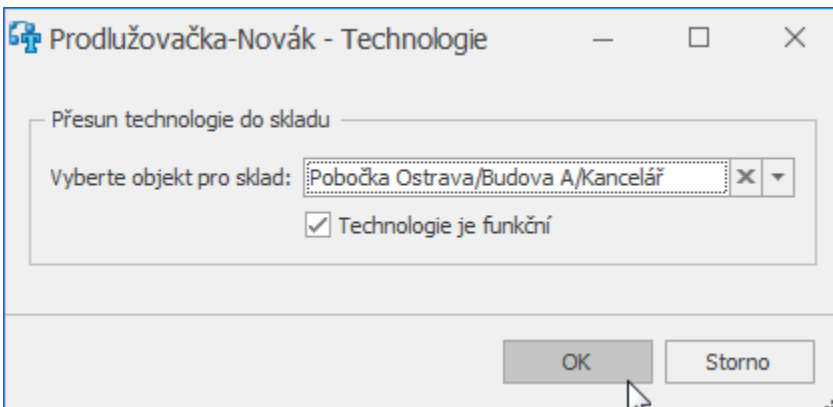 Prodlužovačka-Novák - Technologie
Přesun technologie do skladu
Vyberte objekt pro sklad: Pobočka Ostrava/Budova A/Kancelář
Technologie je funkční
OK Storno